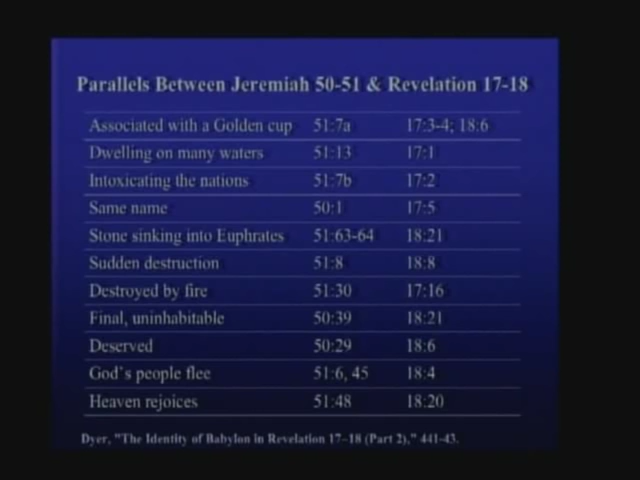 Parallels Between Jeremiah 50-51 & Revelation 17-18
Associated with a Golden cup 51:7a 17:3-4; 18:6
Dwelling on many waters 51:13 17:1
Intoxicating the nations 51:7b 17:2
Same name 50:1 17:5
Stone sinking into Euphrates 51:63-64 18:21
Sudden destruction 51:8 18:8
Destroyed by fire 51:30 17:16
Final, uninhabitable 50:39 18:21
Deserved 50:29 18:6
God's people flee 51:6, 45 18:4
Heaven rejoices 51:48 18:20
Dyer, "The Identity of Babylon in Revelation 17–18 (Part 2)," 441-43.